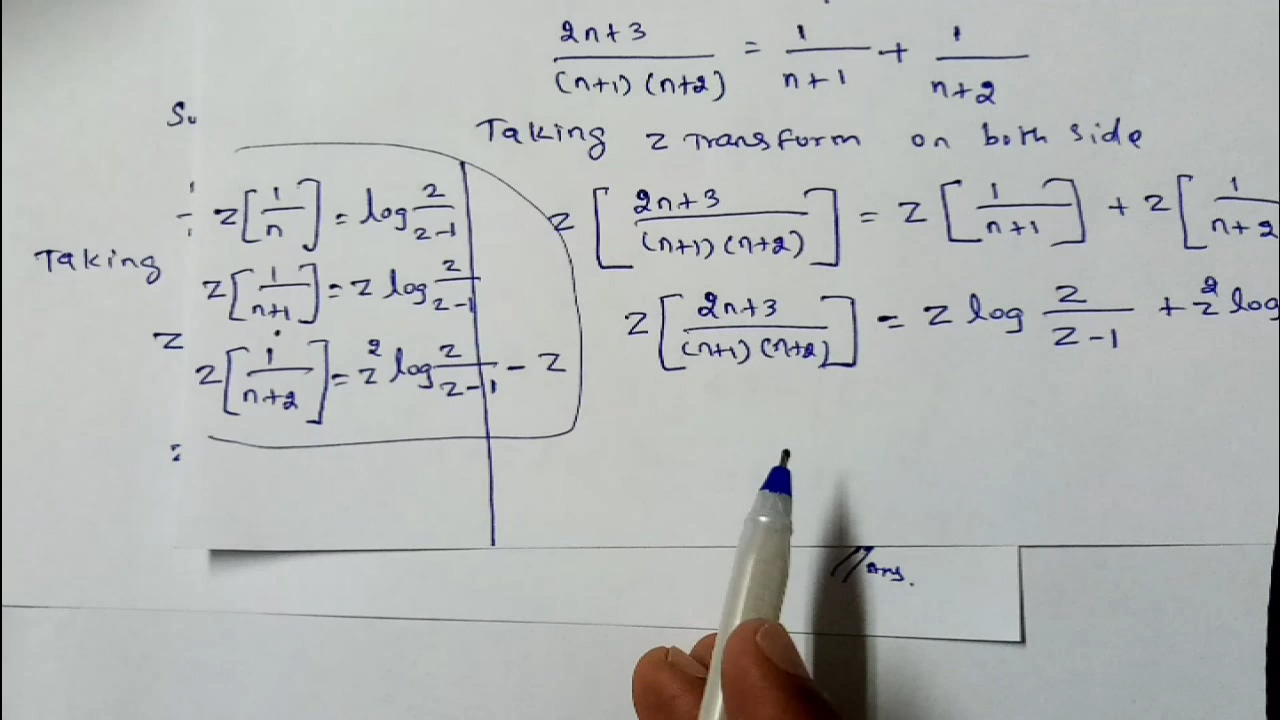 2n+3/(n+1)(n+2) = 1/n+1 + 1/n+2
Taking z Transform on both side
z[2n+3/(n+1)(n+2)] = z[1/n+1] + z[1/n+2
z[2n+3/(n+1)(n+2)] = z log z/z-1 + z² log
z[1/n] = log z/z-1
Taking
z[1/n+1] = z log z/z-1
z
z[1/n+2] = z² log z/z-1 - z
Ans.